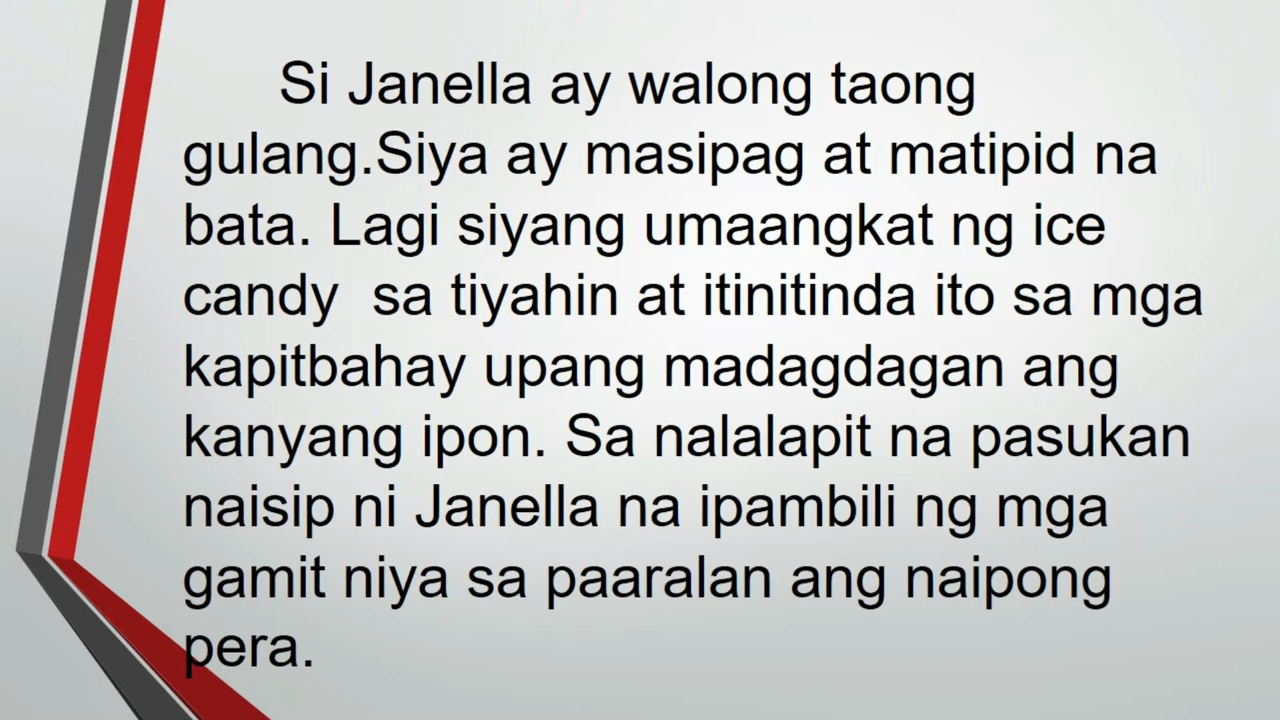 Si Janella ay walong taong
gulang.Siya ay masipag at matipid na
bata. Lagi siyang umaangkat ng ice
candy  sa tiyahin at itinitinda ito sa mga
kapitbahay upang madagdagan ang
kanyang ipon. Sa nalalapit na pasukan
naisip ni Janella na ipambili ng mga
gamit niya sa paaralan ang naipong
pera.